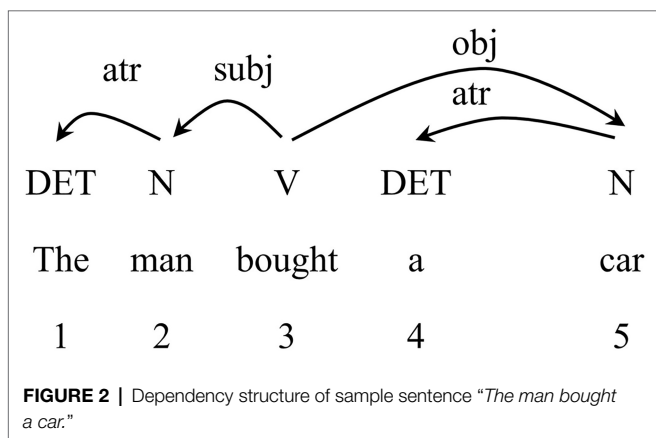 obj
atr subj
atr
DET N V DET N
The man bought a car
1 2 3 4 5
FIGURE 2 | Dependency structure of sample sentence “The man bought
a car.”